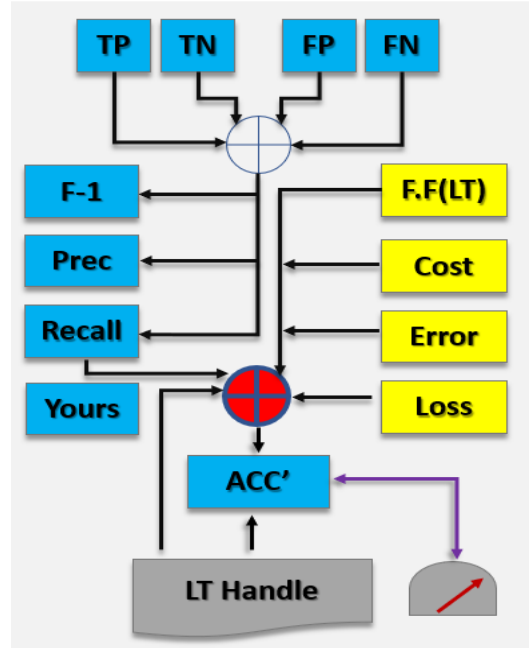 TP TN FP FN
F-1 F.F(LT)
Prec Cost
Recall Error
Yours Loss
ACC’
LT Handle